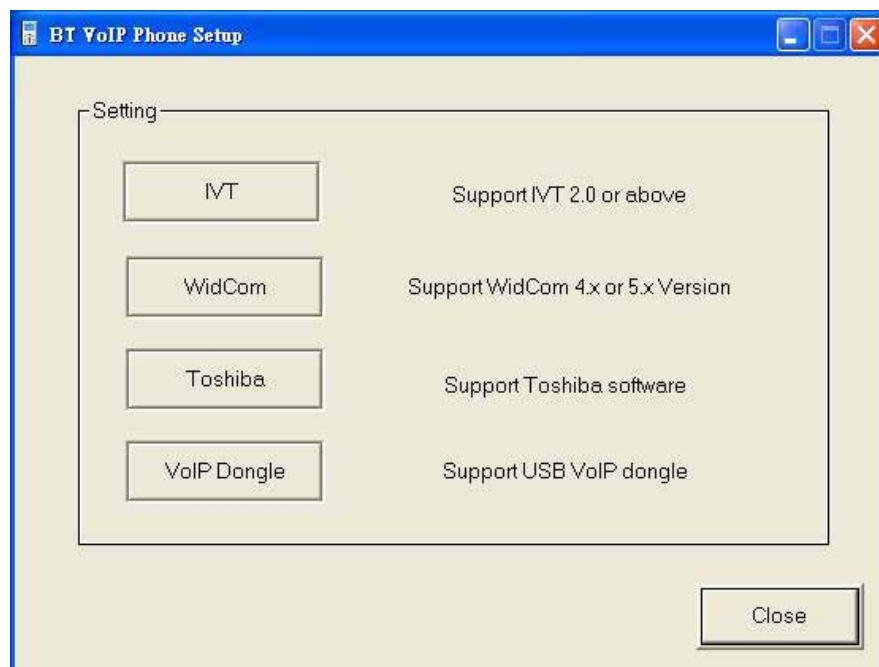 BT VoIP Phone Setup
Setting
IVT
Support IVT 2.0 or above
WidCom
Support WidCom 4.x or 5.x Version
Toshiba
Support Toshiba software
VoIP Dongle
Support USB VoIP dongle
Close